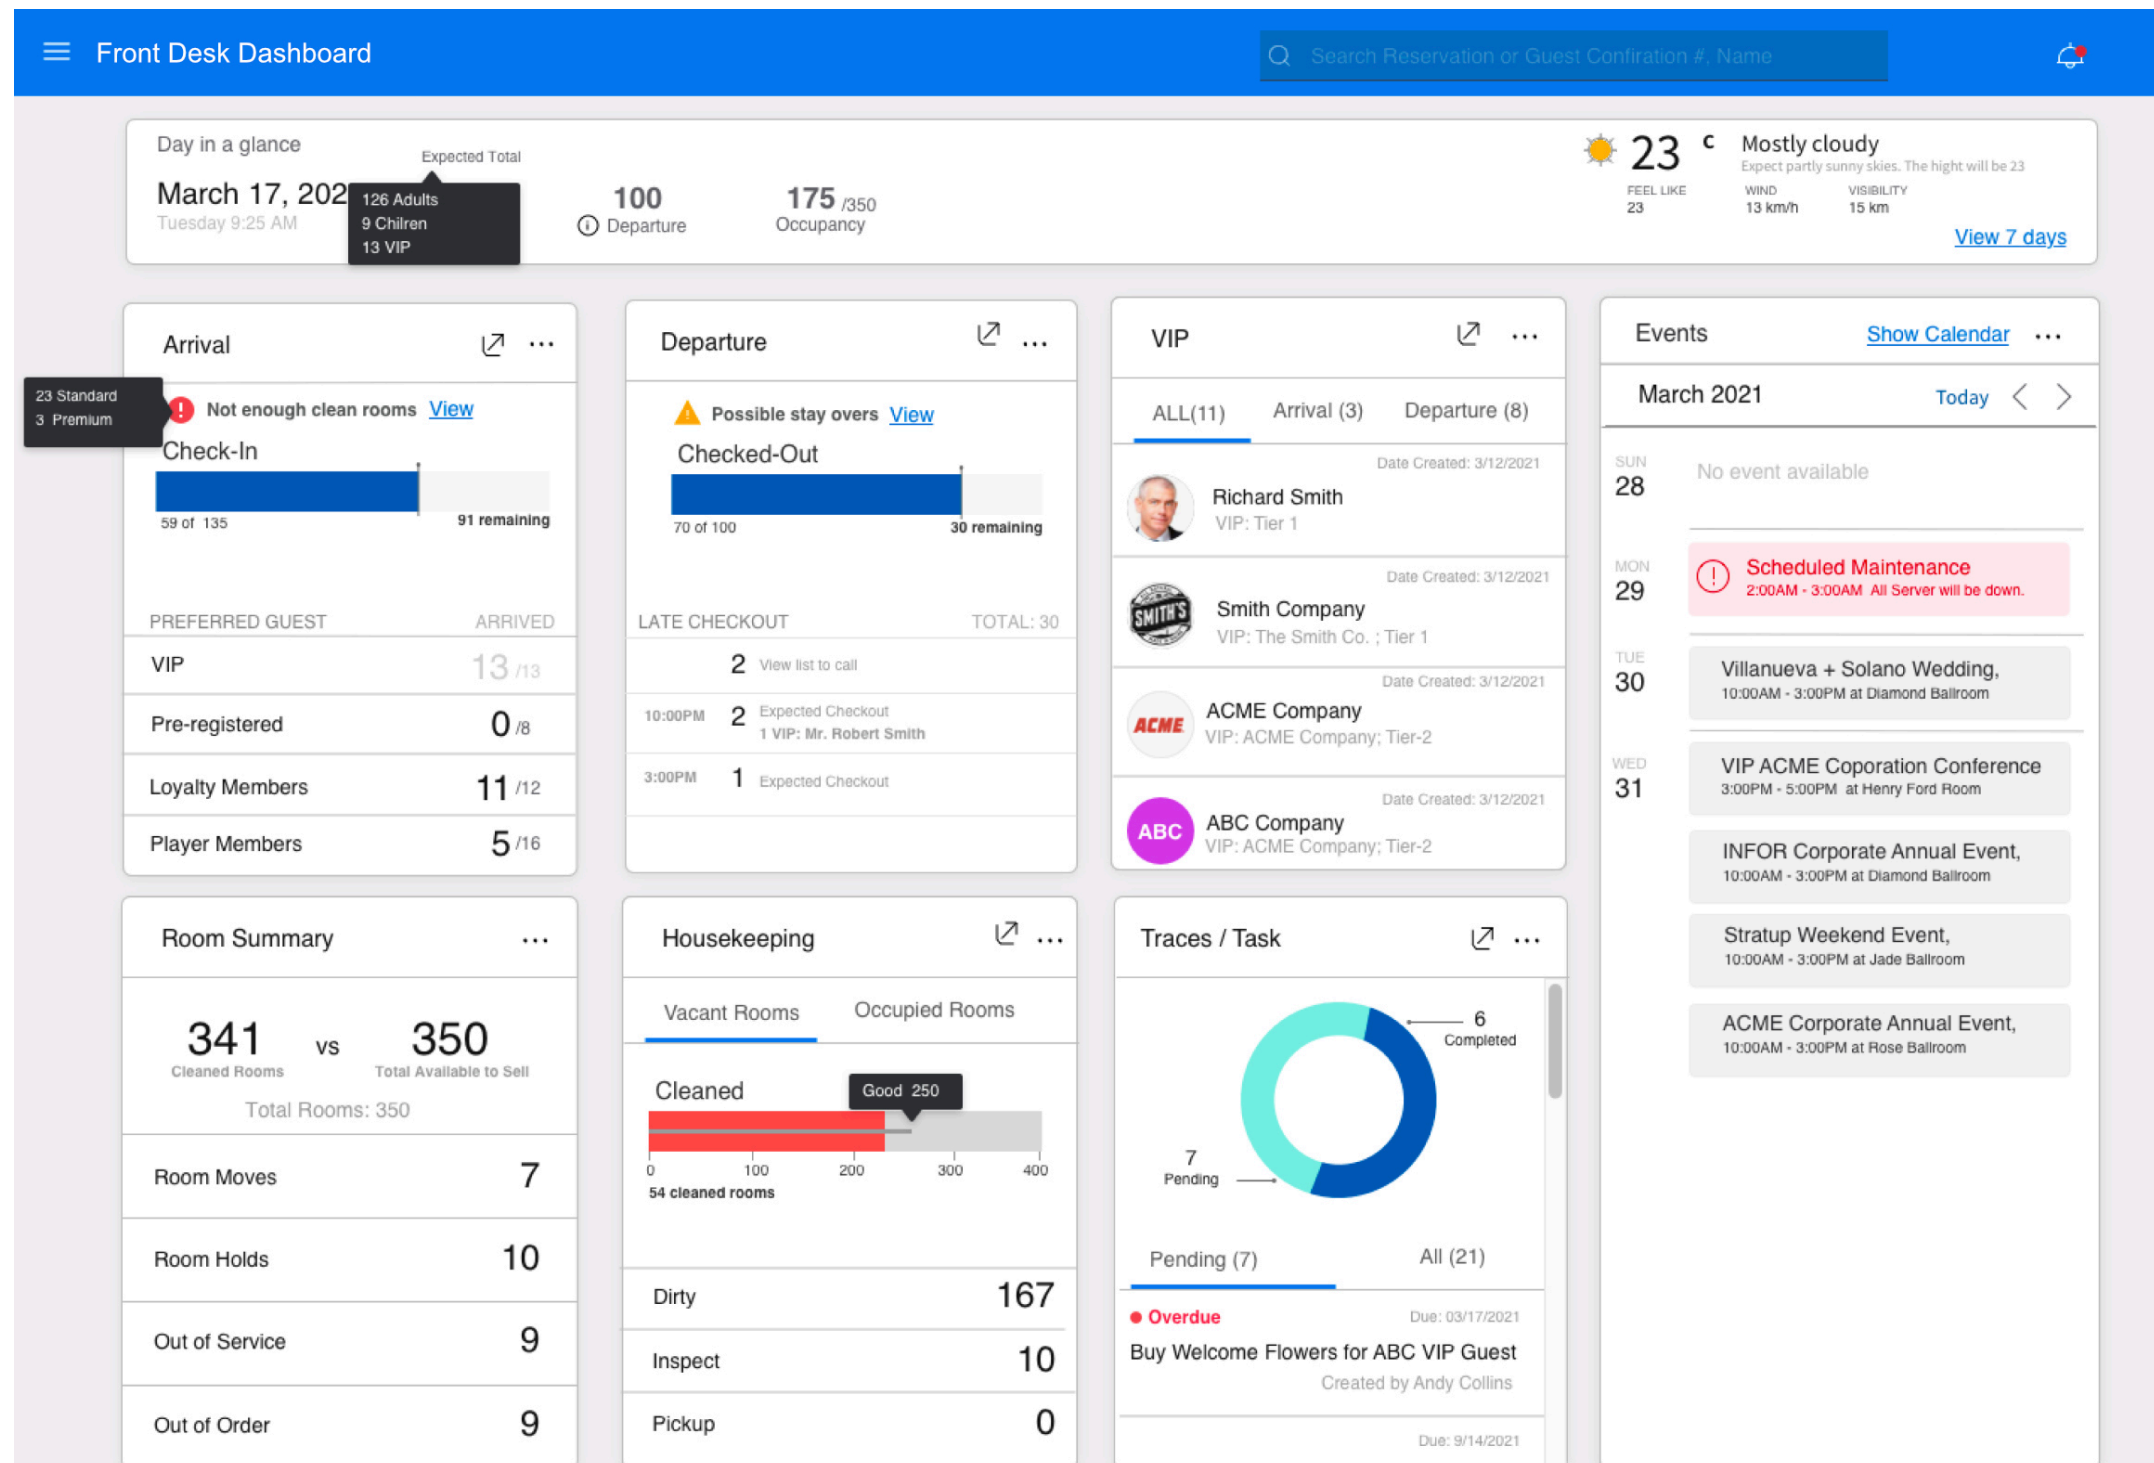 Front Desk Dashboard
Search Reservation or Guest Confiration #, Name
Day in a glance
March 17, 202
Tuesday 9:25 AM
Expected Total
126 Adults
9 Chilren
13 VIP
100
Departure
175 /350
Occupancy
23 C
FEEL LIKE
23
Mostly cloudy
Expect partly sunny skies. The hight will be 23
WIND
13 km/h
VISIBILITY
15 km
View 7 days
Arrival
23 Standard
3 Premium
Not enough clean rooms View
Check-In
59 of 135
91 remaining
PREFERRED GUEST ARRIVED
VIP 13 /13
Pre-registered 0 /8
Loyalty Members 11 /12
Player Members 5 /16
Departure
Possible stay overs View
Checked-Out
70 of 100
30 remaining
LATE CHECKOUT TOTAL: 30
2 View list to call
10:00PM 2 Expected Checkout
1 VIP: Mr. Robert Smith
3:00PM 1 Expected Checkout
VIP
ALL(11) Arrival (3) Departure (8)
Date Created: 3/12/2021
Richard Smith
VIP: Tier 1
Date Created: 3/12/2021
SMITH'S
Smith Company
VIP: The Smith Co. ; Tier 1
Date Created: 3/12/2021
ACME
ACME Company
VIP: ACME Company; Tier-2
Date Created: 3/12/2021
ABC
ABC Company
VIP: ACME Company; Tier-2
Events Show Calendar
March 2021 Today
SUN
28
No event available
MON
29
Scheduled Maintenance
2:00AM - 3:00AM All Server will be down.
TUE
30
Villanueva + Solano Wedding,
10:00AM - 3:00PM at Diamond Ballroom
WED
31
VIP ACME Coporation Conference
3:00PM - 5:00PM at Henry Ford Room
INFOR Corporate Annual Event,
10:00AM - 3:00PM at Diamond Ballroom
Stratup Weekend Event,
10:00AM - 3:00PM at Jade Ballroom
ACME Corporate Annual Event,
10:00AM - 3:00PM at Rose Ballroom
Room Summary
341 vs 350
Cleaned Rooms Total Available to Sell
Total Rooms: 350
Room Moves 7
Room Holds 10
Out of Service 9
Out of Order 9
Housekeeping
Vacant Rooms Occupied Rooms
Cleaned
Good 250
0 100 200 300 400
54 cleaned rooms
Dirty 167
Inspect 10
Pickup 0
Traces / Task
6
Completed
7
Pending
Pending (7) All (21)
Overdue Due: 03/17/2021
Buy Welcome Flowers for ABC VIP Guest
Created by Andy Collins
Due: 9/14/2021